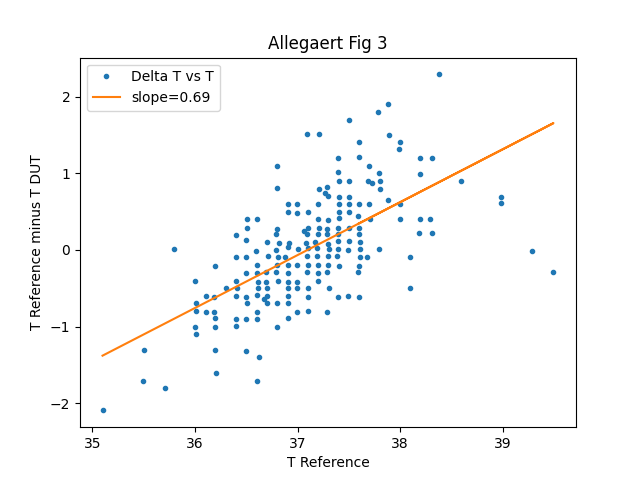 Allegaert Fig 3
Delta T vs T
slope=0.69
T Reference minus T DUT
2
1
0
−1
−2
35
36
37
38
39
T Reference